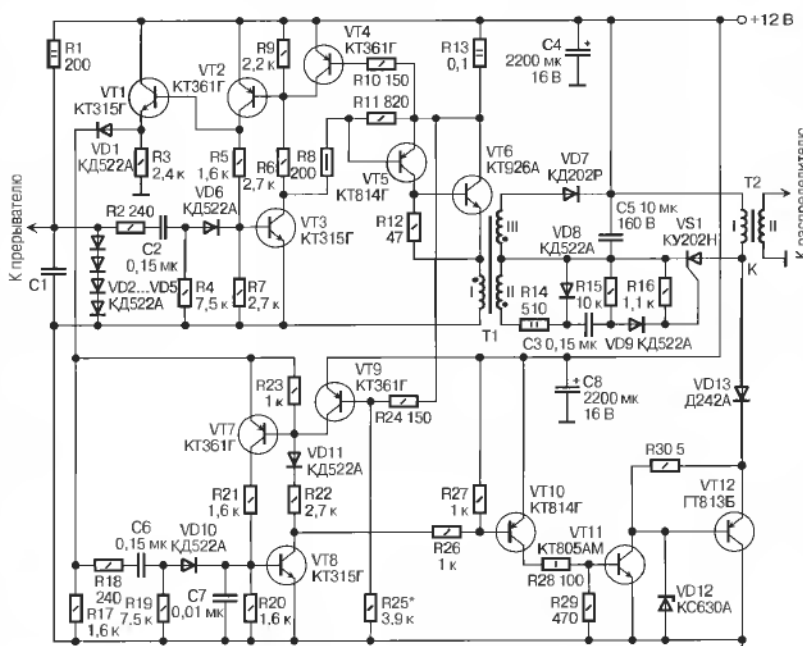 R1
200
VT1
КТ315Г
VD1
КД522А
R3
2,4 к
VT2
КТ361Г
R9
2,2 к
VT4
КТ361Г
R10 150
R11 820
R13
0,1
C4
2200 мк
16 В
+12 В
R5
1,6 к
VD6
КД522А
R6
2,7 к
R8
200
VT5
КТ814Г
VT6
КТ926А
VD7
КД202Р
T2
I
II
К прерывателю
К распределителю
R2 240
C2
0,15 мк
VT3
КТ315Г
R12
47
III
VD8
КД522А
C5 10 мк
160 В
VS1
КУ202Н
К
C1
VD2...VD5
КД522А
R4
7,5 к
R7
2,7 к
I
II
T1
R14
510
R15
10 к
R16
1,1 к
C3 0,15 мк
VD9 КД522А
R23
1 к
VT9
КТ361Г
R24 150
C8
2200 мк
16 В
VD13
Д242А
VT7
КТ361Г
VD11
КД522А
R30 5
R21
1,6 к
R22
2,7 к
R27
1 к
VT10
КТ814Г
VT12
ГТ813Б
C6
0,15 мк
VD10
КД522А
VT8
КТ315Г
R26
1 к
VT11
КТ805АМ
R18
240
R17
1,6 к
R19
7,5 к
C7
0,01 мк
R20
1,6 к
R25*
3,9 к
R28 100
R29
470
VD12
КС630А